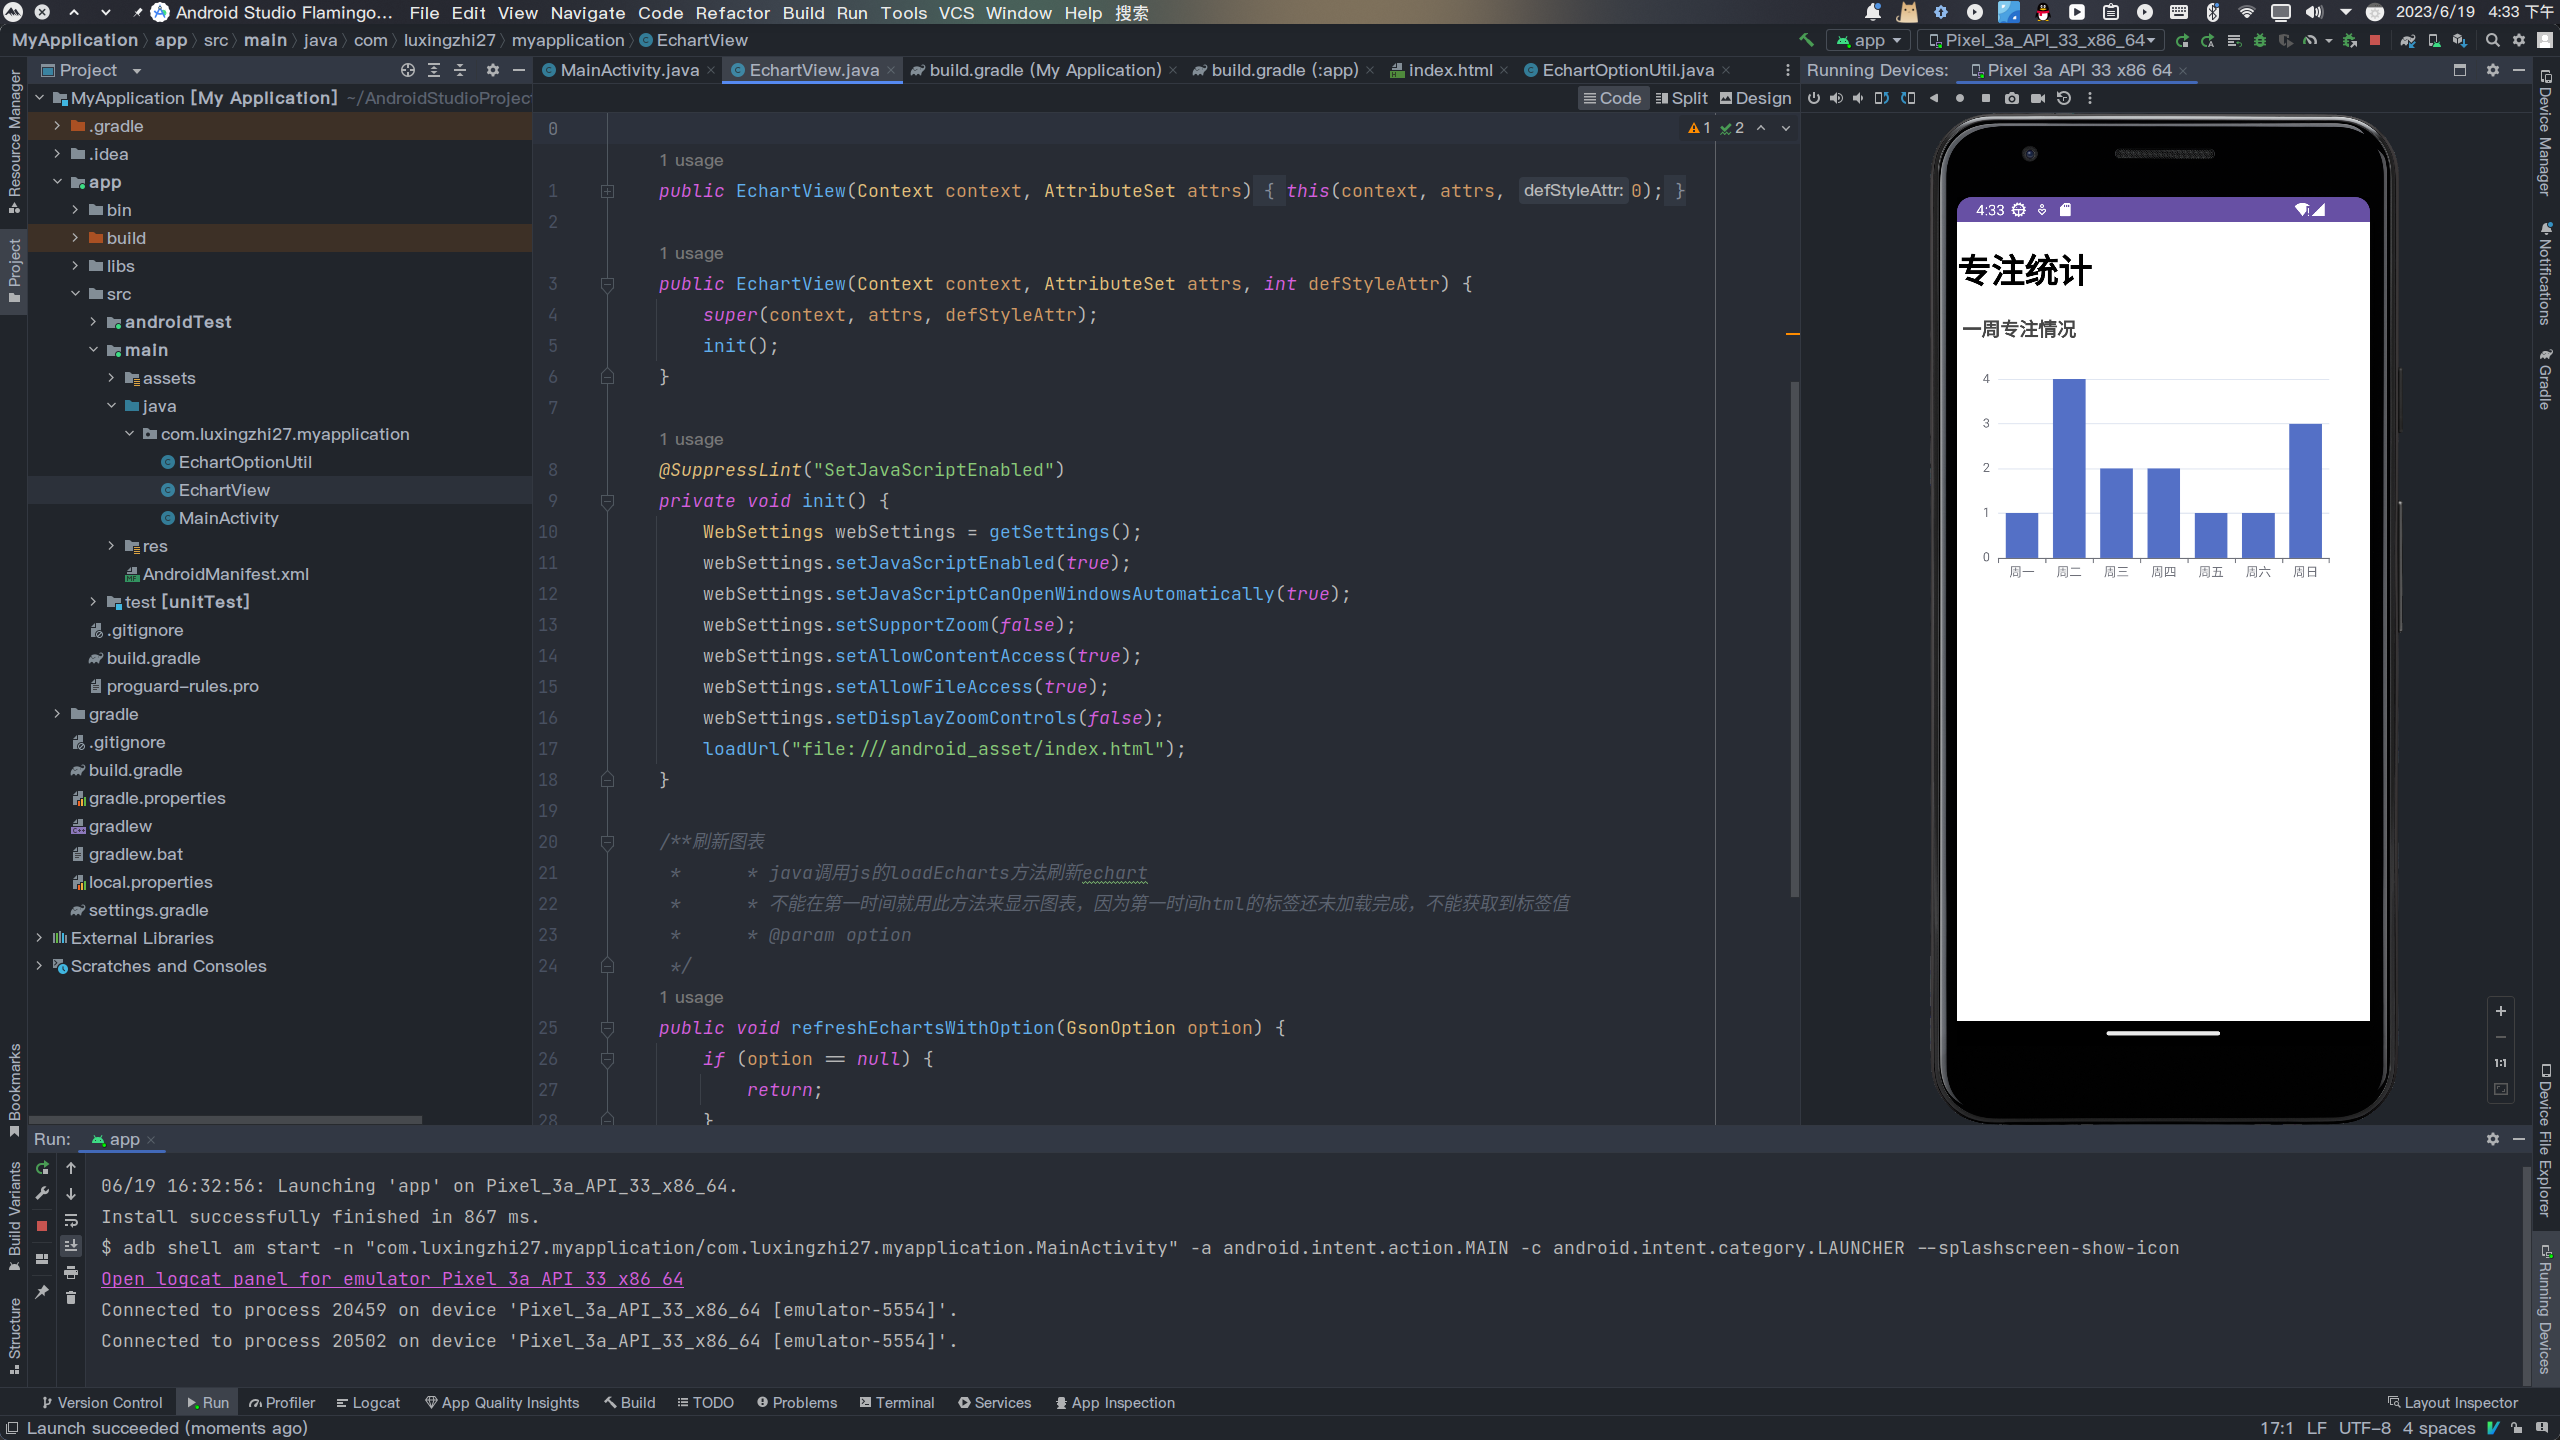 Android Studio Flamingo... File Edit View Navigate Code Refactor Build Run Tools VCS Window Help 搜索 2023/6/19 4:33 下午
MyApplication app src main java com luxingzhi27 myapplication EchartView app Pixel_3a_API_33_x86_64
Project
MainActivity.java EchartView.java build.gradle (My Application) build.gradle (:app) index.html EchartOptionUtil.java
Running Devices: Pixel 3a API 33 x86 64
Code Split Design
Resource Manager
Project
Bookmarks
Build Variants
Structure
MyApplication [My Application] ~/AndroidStudioProjec
.gradle
.idea
app
bin
build
libs
src
androidTest
main
assets
java
com.luxingzhi27.myapplication
EchartOptionUtil
EchartView
MainActivity
res
AndroidManifest.xml
test [unitTest]
.gitignore
build.gradle
proguard-rules.pro
gradle
.gitignore
build.gradle
gradle.properties
gradlew
gradlew.bat
local.properties
settings.gradle
External Libraries
Scratches and Consoles
0
1 2
1 usage
1 public EchartView(Context context, AttributeSet attrs) { this(context, attrs, defStyleAttr: 0); }
2
1 usage
3 public EchartView(Context context, AttributeSet attrs, int defStyleAttr) {
4 super(context, attrs, defStyleAttr);
5 init();
6 }
7
1 usage
8 @SuppressLint("SetJavaScriptEnabled")
9 private void init() {
10 WebSettings webSettings = getSettings();
11 webSettings.setJavaScriptEnabled(true);
12 webSettings.setJavaScriptCanOpenWindowsAutomatically(true);
13 webSettings.setSupportZoom(false);
14 webSettings.setAllowContentAccess(true);
15 webSettings.setAllowFileAccess(true);
16 webSettings.setDisplayZoomControls(false);
17 loadUrl("file:///android_asset/index.html");
18 }
19
20 /**刷新图表
21 * * java调用js的loadEcharts方法刷新echart
22 * * 不能在第一时间就用此方法来显示图表，因为第一时间html的标签还未加载完成，不能获取到标签值
23 * * @param option
24 */
1 usage
25 public void refreshEchartsWithOption(GsonOption option) {
26 if (option == null) {
27 return;
28 }
4:33
专注统计
一周专注情况
4
3
2
1
0
周一 周二 周三 周四 周五 周六 周日
1:1
Device Manager
Notifications
Gradle
Device File Explorer
Running Devices
Run: app
06/19 16:32:56: Launching 'app' on Pixel_3a_API_33_x86_64.
Install successfully finished in 867 ms.
$ adb shell am start -n "com.luxingzhi27.myapplication/com.luxingzhi27.myapplication.MainActivity" -a android.intent.action.MAIN -c android.intent.category.LAUNCHER --splashscreen-show-icon
Open logcat panel for emulator Pixel 3a API 33 x86 64
Connected to process 20459 on device 'Pixel_3a_API_33_x86_64 [emulator-5554]'.
Connected to process 20502 on device 'Pixel_3a_API_33_x86_64 [emulator-5554]'.
Version Control Run Profiler Logcat App Quality Insights Build TODO Problems Terminal Services App Inspection Layout Inspector
Launch succeeded (moments ago) 17:1 LF UTF-8 4 spaces